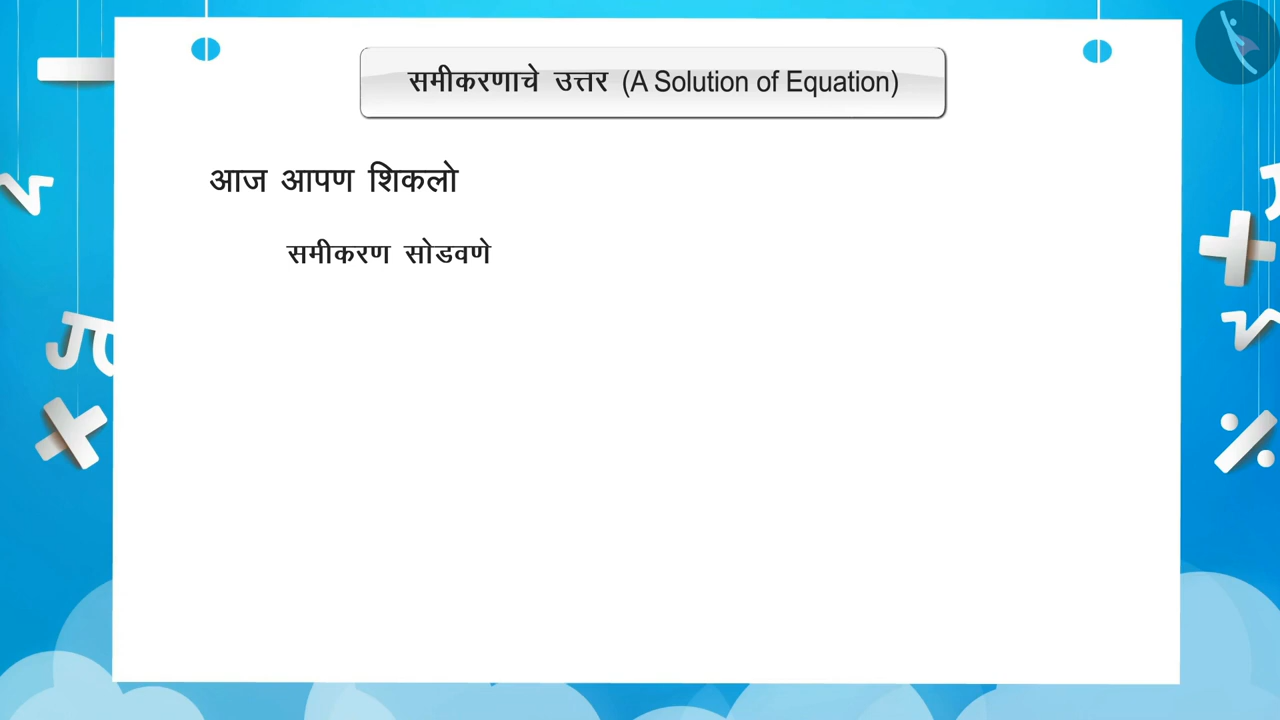 समीकरणाचे उत्तर (A Solution of Equation)
आज आपण शिकलो
समीकरण सोडवणे